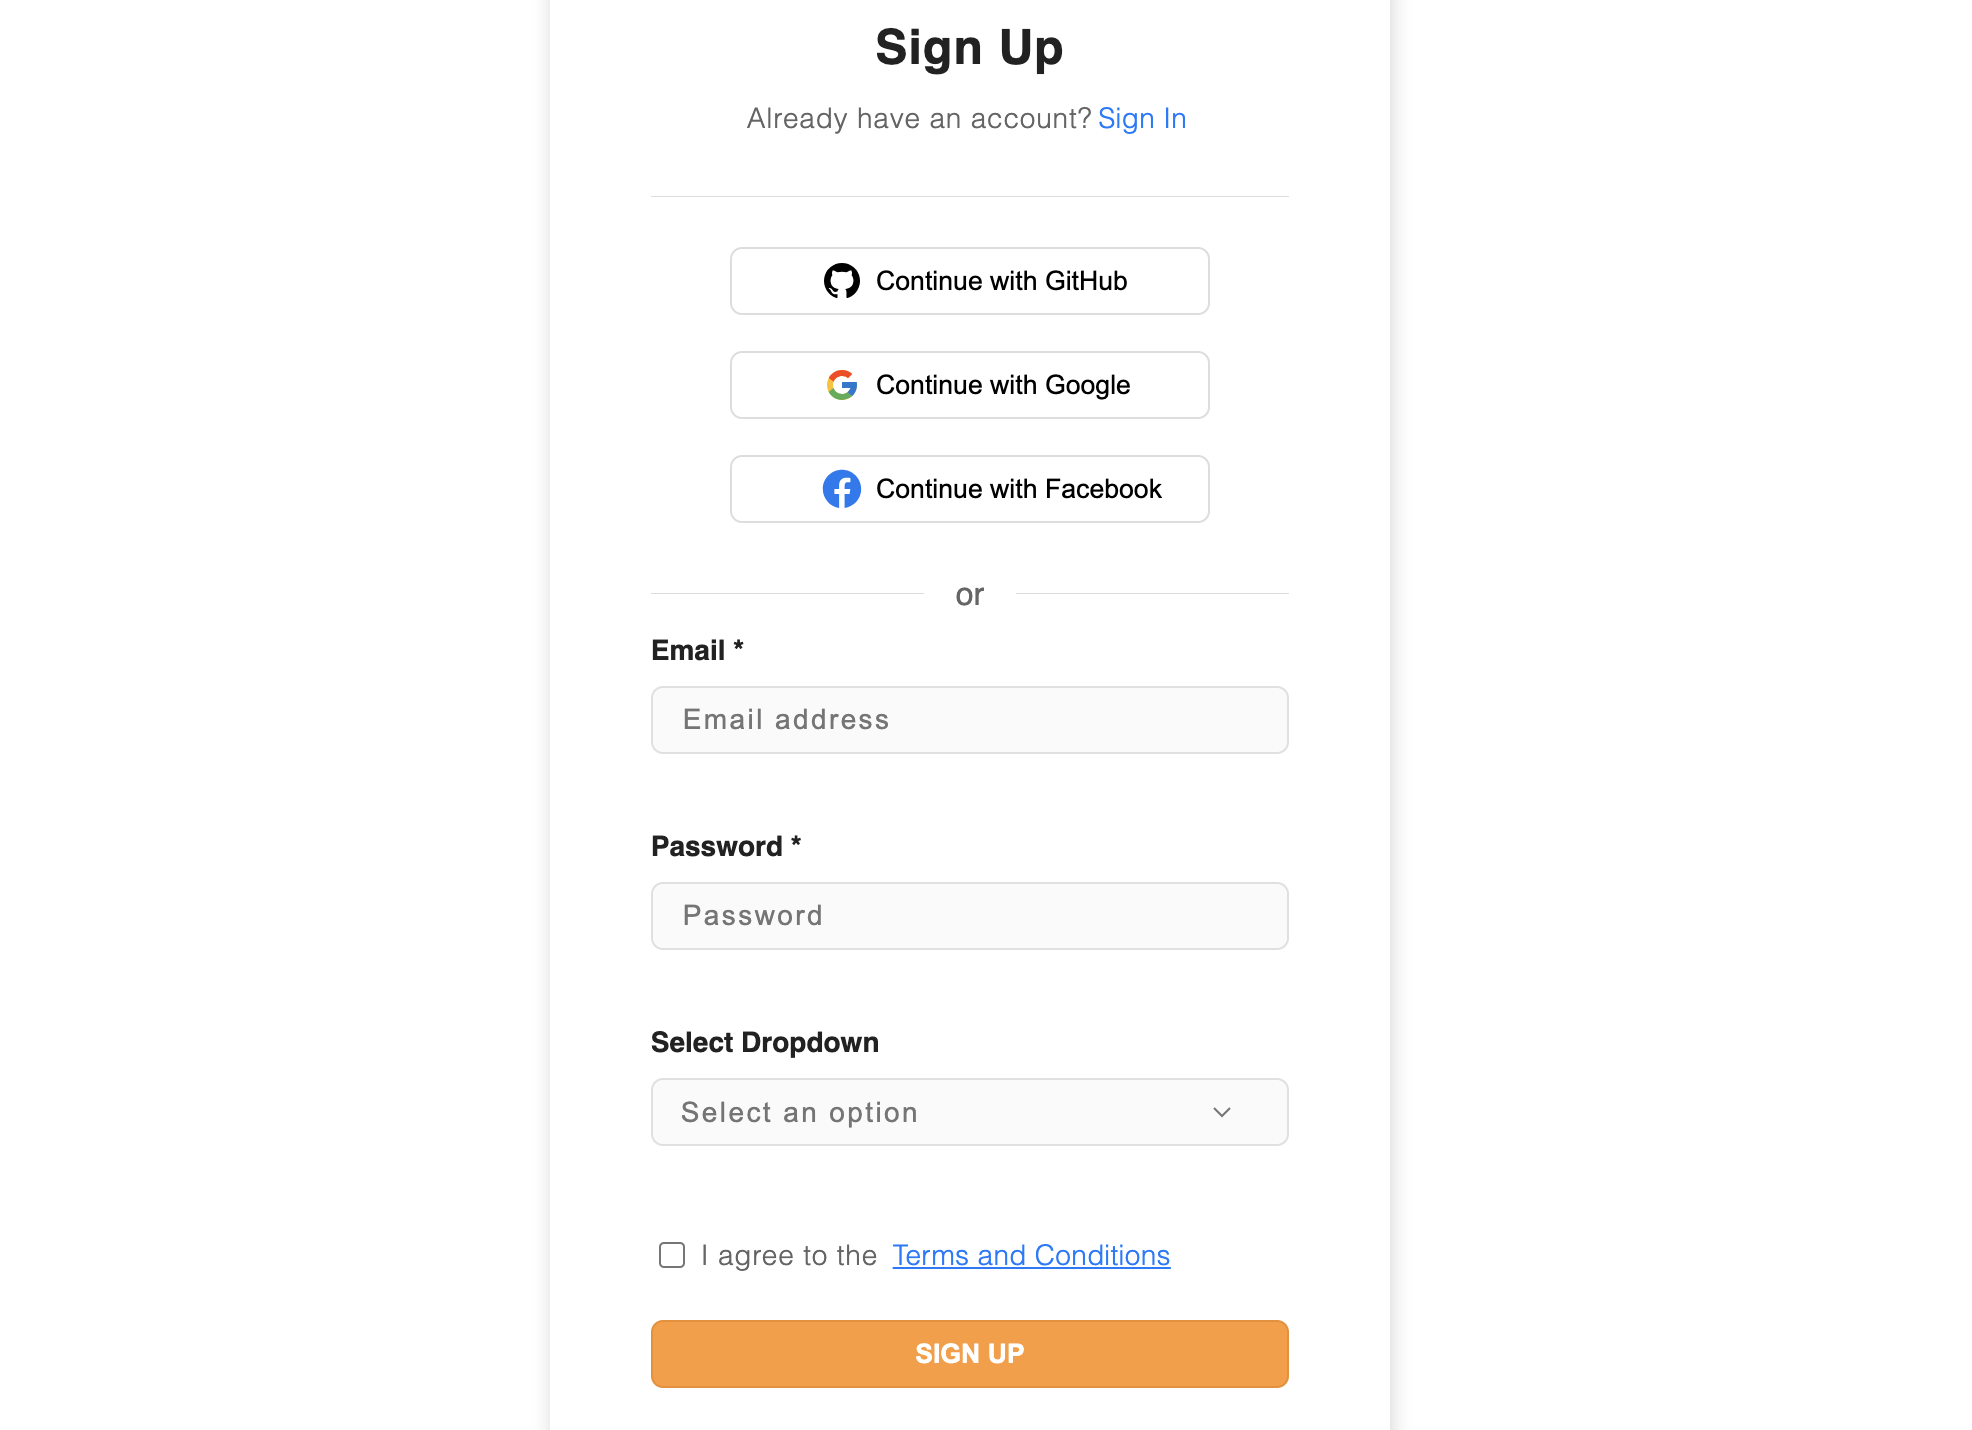 Sign Up
Already have an account? Sign In
Continue with GitHub
Continue with Google
Continue with Facebook
or
Email *
Email address
Password *
Password
Select Dropdown
Select an option
I agree to the Terms and Conditions
SIGN UP